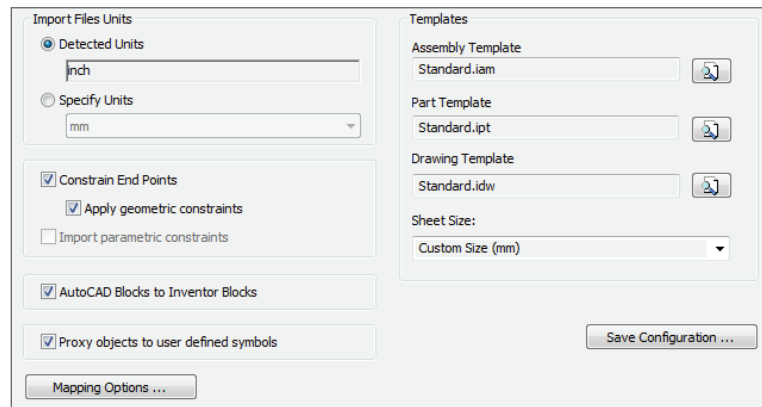 Import Files Units
Detected Units
inch
Specify Units
mm
Constrain End Points
Apply geometric constraints
Import parametric constraints
AutoCAD Blocks to Inventor Blocks
Proxy objects to user defined symbols
Mapping Options ...
Templates
Assembly Template
Standard.iam
Part Template
Standard.ipt
Drawing Template
Standard.idw
Sheet Size:
Custom Size (mm)
Save Configuration ...